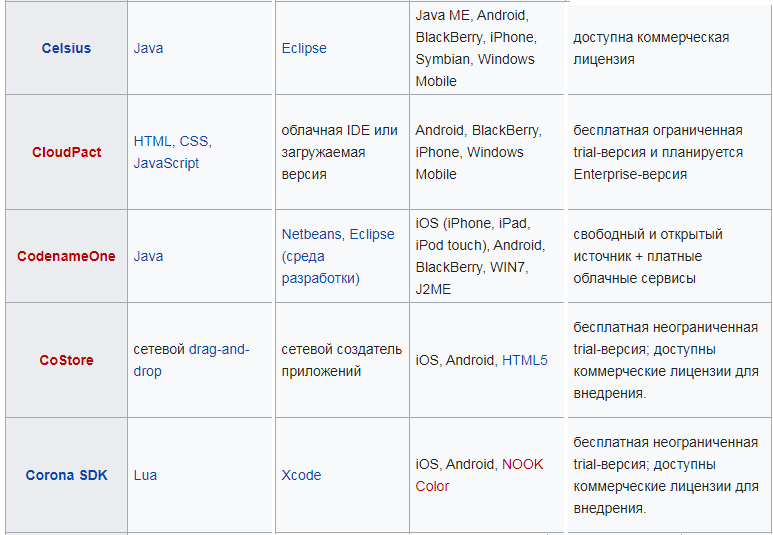 Celsius
Java
Eclipse
Java ME, Android,
BlackBerry, iPhone,
Symbian, Windows
Mobile
доступна коммерческая
лицензия
CloudPact
HTML, CSS,
JavaScript
облачная IDE или
загружаемая
версия
Android, BlackBerry,
iPhone, Windows
Mobile
бесплатная ограниченная
trial-версия и планируется
Enterprise-версия
CodenameOne
Java
Netbeans, Eclipse
(среда
разработки)
iOS (iPhone, iPad,
iPod touch), Android,
BlackBerry, WIN7,
J2ME
свободный и открытый
источник + платные
облачные сервисы
CoStore
сетевой drag-and-
drop
сетевой создатель
приложений
iOS, Android, HTML5
бесплатная неограниченная
trial-версия; доступны
коммерческие лицензии для
внедрения.
Corona SDK
Lua
Xcode
iOS, Android, NOOK
Color
бесплатная неограниченная
trial-версия; доступны
коммерческие лицензии для
внедрения.